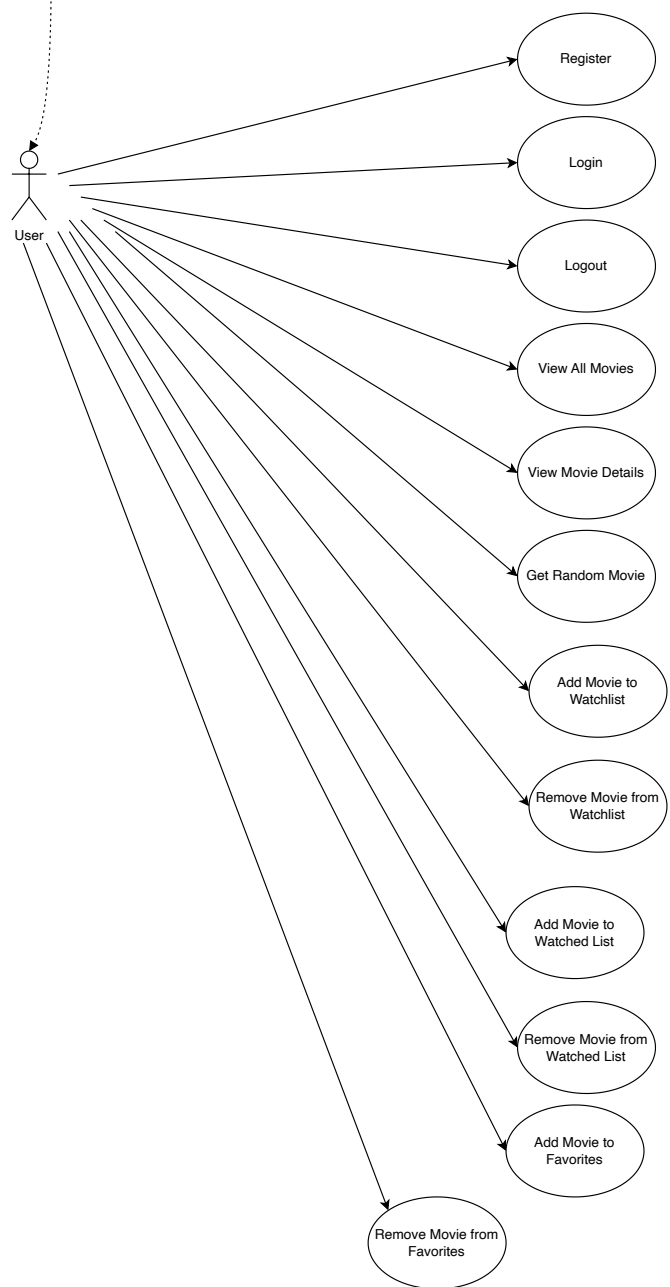 Register
Login
User
Logout
View All Movies
View Movie Details
Get Random Movie
Add Movie to
Watchlist
Remove Movie from
Watchlist
Add Movie to
Watched List
Remove Movie from
Watched List
Add Movie to
Favorites
Remove Movie from
Favorites